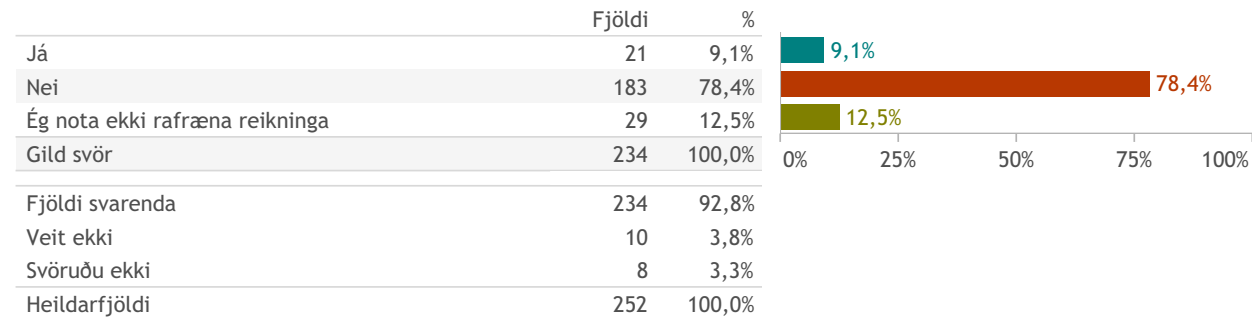 Fjöldi %
Já 21 9,1% 9,1%
Nei 183 78,4% 78,4%
Ég nota ekki rafræna reikninga 29 12,5% 12,5%
Gild svör 234 100,0% 0% 25% 50% 75% 100%
Fjöldi svarenda 234 92,8%
Veit ekki 10 3,8%
Svöruðu ekki 8 3,3%
Heildarfjöldi 252 100,0%